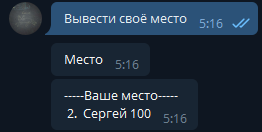 Вывести своё место 5:16
Место 5:16
-----Ваше место-----
2. Сергей 100 5:16